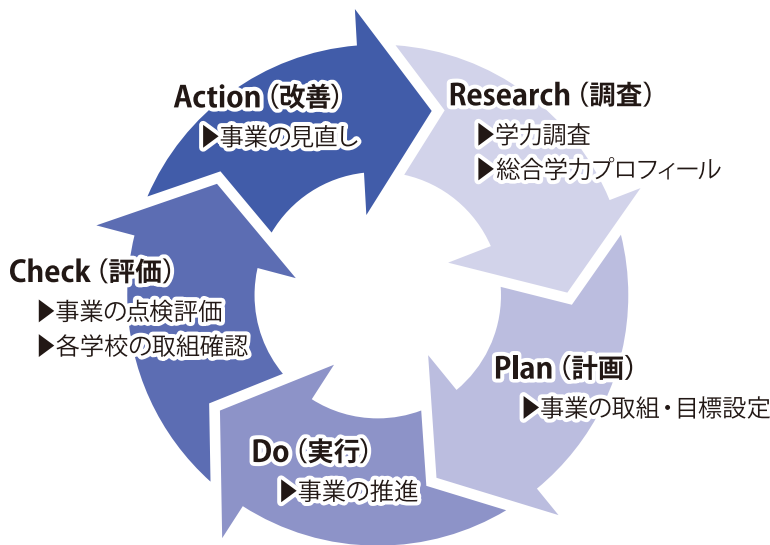 Research（調査）
▶学力調査
▶総合学力プロフィール
Plan（計画）
▶事業の取組・目標設定
Do（実行）
▶事業の推進
Check（評価）
▶事業の点検評価
▶各学校の取組確認
Action（改善）
▶事業の見直し